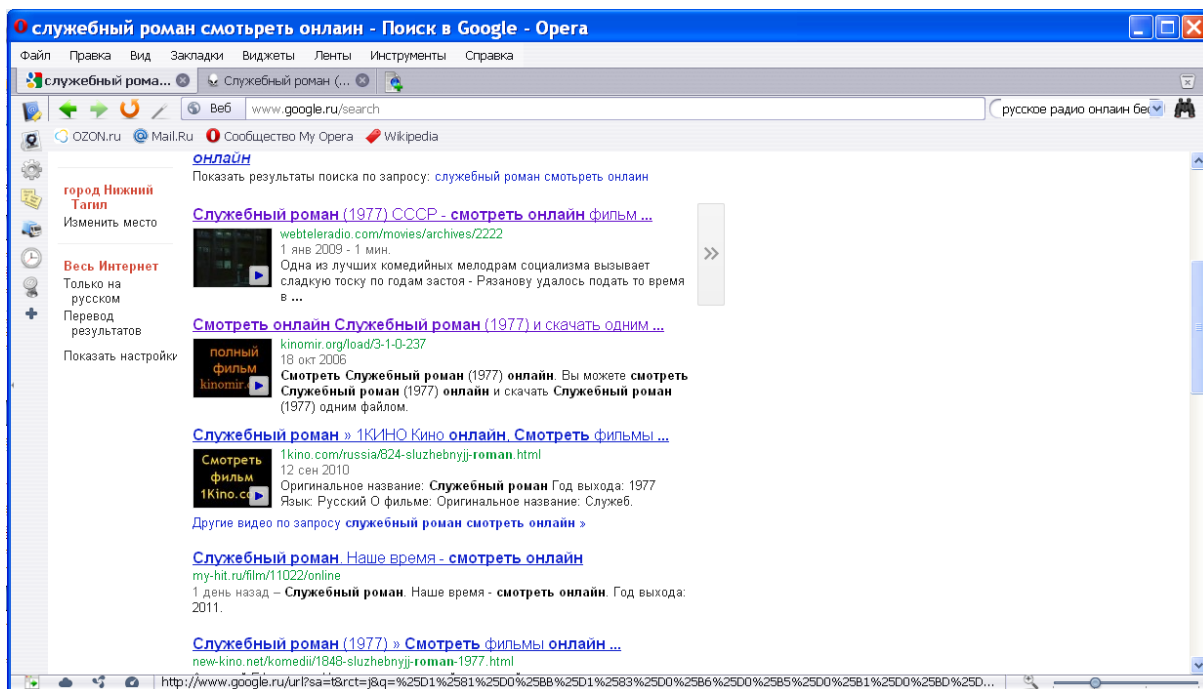 служебный роман смотьрете онлаин - Поиск в Google - Opera
Файл Правка Вид Закладки Виджеты Ленты Инструменты Справка
служебный рома... Служебный роман (...
Веб www.google.ru/search русское радио онлаин бес
OZON.ru Mail.Ru Сообщество My Opera Wikipedia
город Нижний
Тагил
Изменить место
Весь Интернет
Только на
русском
Перевод
результатов
Показать настройки
онлайн
Показать результаты поиска по запросу: служебный роман смотьрете онлаин
Служебный роман (1977) СССР - смотреть онлайн фильм ...
webteleradio.com/movies/archives/2222
1 янв 2009 - 1 мин.
Одна из лучших комедийных мелодрам социализма вызывает
сладкую тоску по годам застоя - Рязанову удалось подать то время
в ...
Смотреть онлайн Служебный роман (1977) и скачать одним ...
полный
фильм
kinomir.
kinomir.org/load/3-1-0-237
18 окт 2006
Смотреть Служебный роман (1977) онлайн. Вы можете смотреть
Служебный роман (1977) онлайн и скачать Служебный роман
(1977) одним файлом.
Служебный роман » 1КИНО Кино онлайн, Смотреть фильмы ...
Смотреть
фильм
1Kino.co
1kino.com/russia/824-sluzhebnyjj-roman.html
12 сен 2010
Оригинальное название: Служебный роман Год выхода: 1977
Язык: Русский О фильме: Оригинальное название: Служеб.
Другие видео по запросу служебный роман смотреть онлайн »
Служебный роман. Наше время - смотреть онлайн
my-hit.ru/film/11022/online
1 день назад – Служебный роман. Наше время - смотреть онлайн. Год выхода:
2011.
Служебный роман (1977) » Смотреть фильмы онлайн ...
new-kino.net/komedii/1848-sluzhebnyjj-roman-1977.html
http://www.google.ru/url?sa=t&rct=j&q=%25D1%2581%25D0%25BB%25D1%2583%25D0%25B6%25D0%25B5%25D0%25B1%25D0%25BD%25D...